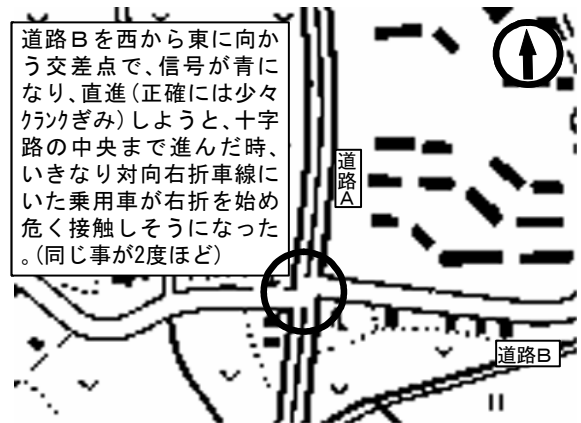 道路Ｂを西から東に向か
う交差点で、信号が青に
なり、直進（正確には少々
ｸﾗﾝｸぎみ）しようと、十字
路の中央まで進んだ時、
いきなり対向右折車線に
いた乗用車が右折を始め
危く接触しそうになった
。（同じ事が2度ほど）
道路A
道路B